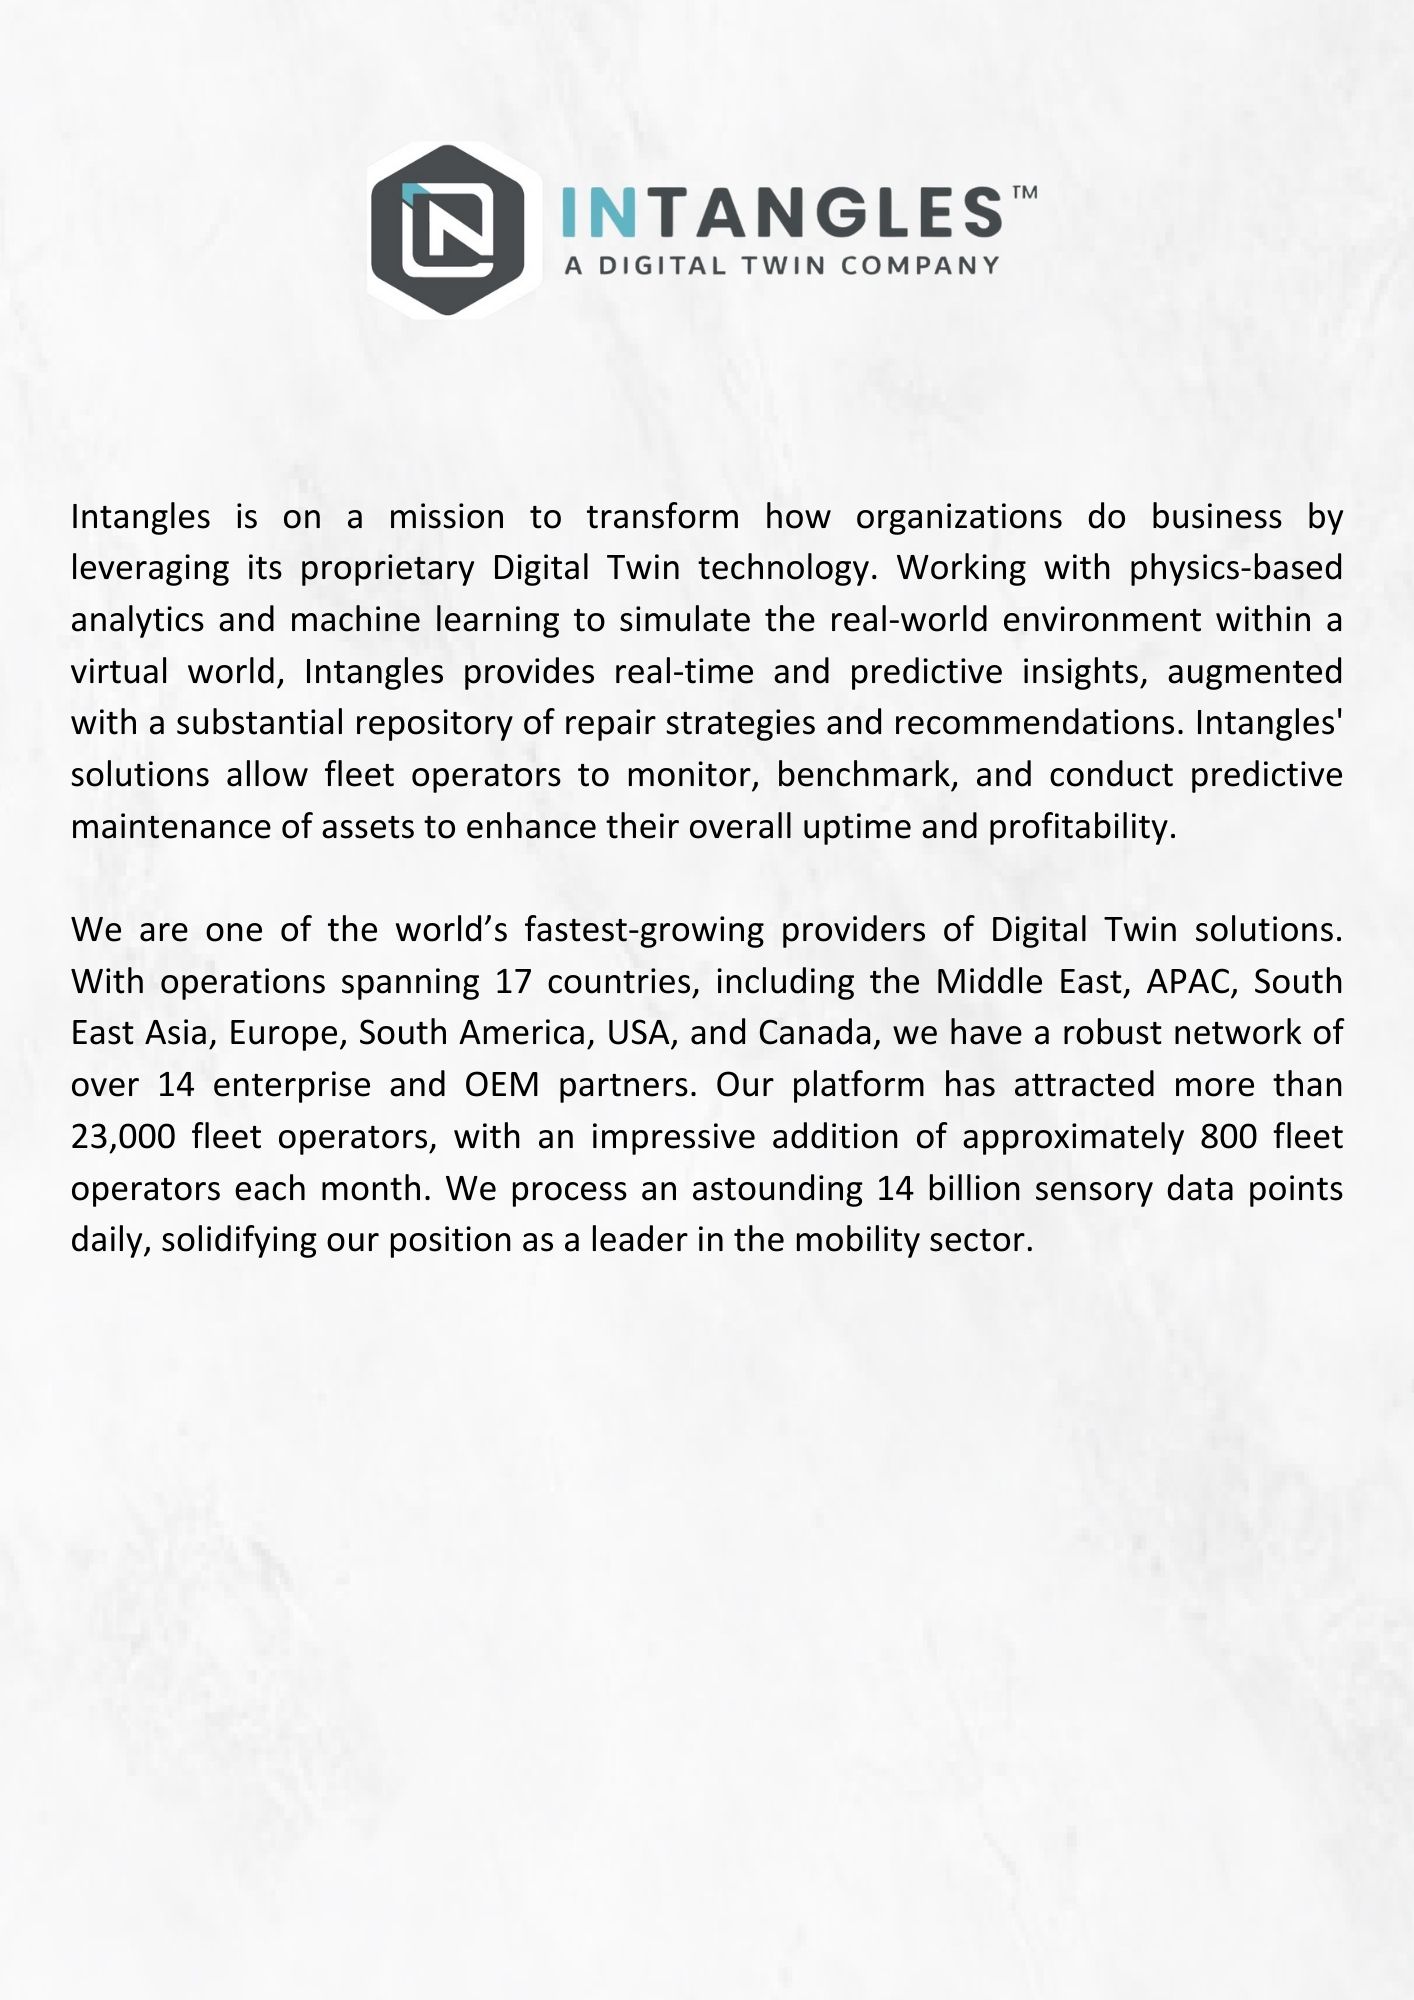 INTANGLES™
A DIGITAL TWIN COMPANY
Intangles is on a mission to transform how organizations do business by
leveraging its proprietary Digital Twin technology. Working with physics-based
analytics and machine learning to simulate the real-world environment within a
virtual world, Intangles provides real-time and predictive insights, augmented
with a substantial repository of repair strategies and recommendations. Intangles'
solutions allow fleet operators to monitor, benchmark, and conduct predictive
maintenance of assets to enhance their overall uptime and profitability.
We are one of the world’s fastest-growing providers of Digital Twin solutions.
With operations spanning 17 countries, including the Middle East, APAC, South
East Asia, Europe, South America, USA, and Canada, we have a robust network of
over 14 enterprise and OEM partners. Our platform has attracted more than
23,000 fleet operators, with an impressive addition of approximately 800 fleet
operators each month. We process an astounding 14 billion sensory data points
daily, solidifying our position as a leader in the mobility sector.